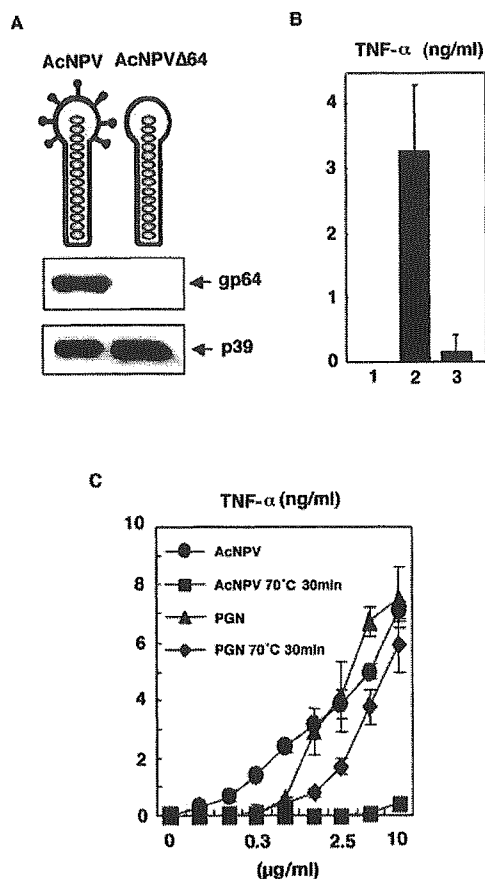 A
AcNPV AcNPVΔ64
gp64
p39
B
TNF-α (ng/ml)
4
3
2
1
0
1 2 3
C
TNF-α (ng/ml)
10
8
6
4
2
0
AcNPV
AcNPV 70°C 30min
PGN
PGN 70°C 30min
0 0.3 2.5 10
(μg/ml)